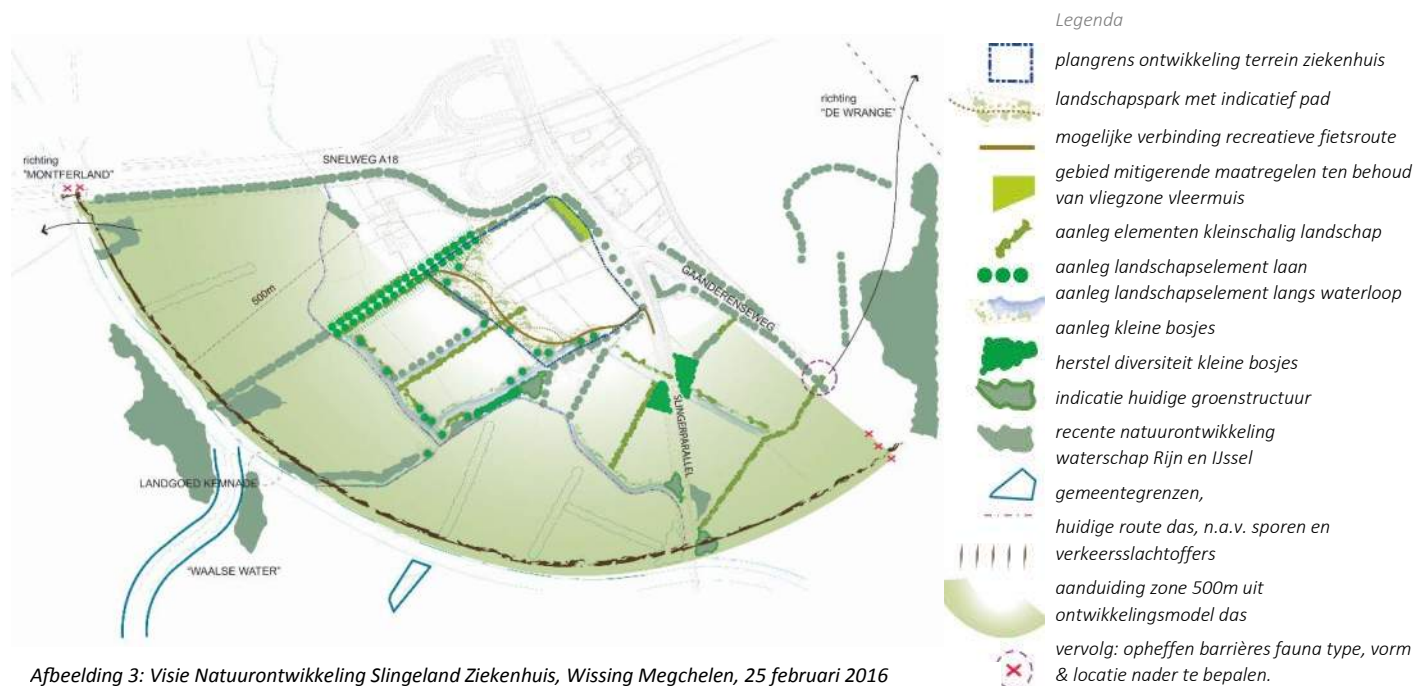 richting
"MONTFERLAND"
SNELWEG A18
richting
"DE WRANGE"
500m
GAANDERENSEWEG
SLINGERPARALLEL
LANDGOED KEMNADE
"WAALSE WATER"
Legenda
plangrens ontwikkeling terrein ziekenhuis
landschapspark met indicatief pad
mogelijke verbinding recreatieve fietsroute
gebied mitigerende maatregelen ten behoud
van vliegzone vleermuis
aanleg elementen kleinschalig landschap
aanleg landschapselement laan
aanleg landschapselement langs waterloop
aanleg kleine bosjes
herstel diversiteit kleine bosjes
indicatie huidige groenstructuur
recente natuurontwikkeling
waterschap Rijn en IJssel
gemeentegrenzen,
huidige route das, n.a.v. sporen en
verkeersslachtoffers
aanduiding zone 500m uit
ontwikkelingsmodel das
vervolg: opheffen barrières fauna type, vorm
& locatie nader te bepalen.
Afbeelding 3: Visie Natuurontwikkeling Slingeland Ziekenhuis, Wissing Megchelen, 25 februari 2016